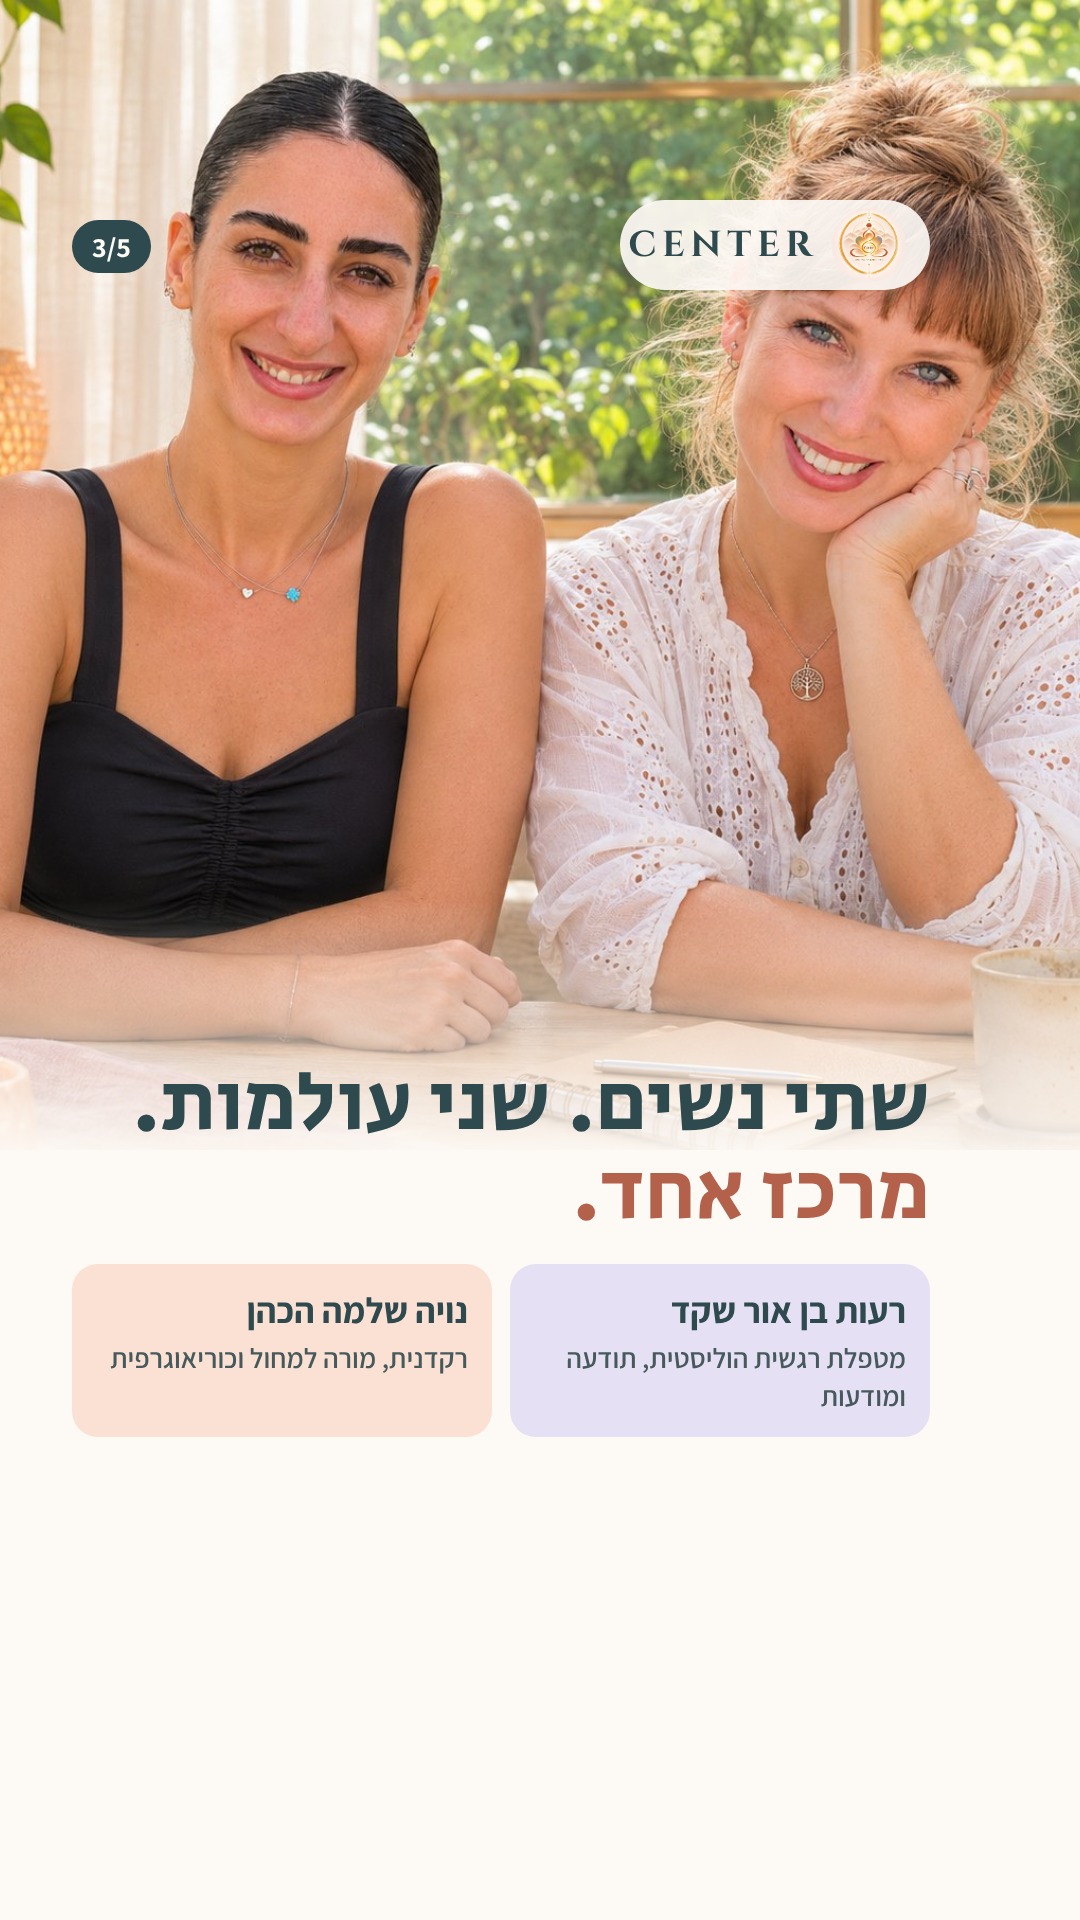 3/5
CENTER
שתי נשים. שני עולמות.
מרכז אחד.
רעות בן אור שקד
מטפלת רגשית הוליסטית, תודעה
ומודעות
נויה שלמה הכהן
רקדנית, מורה למחול וכוריאוגרפית